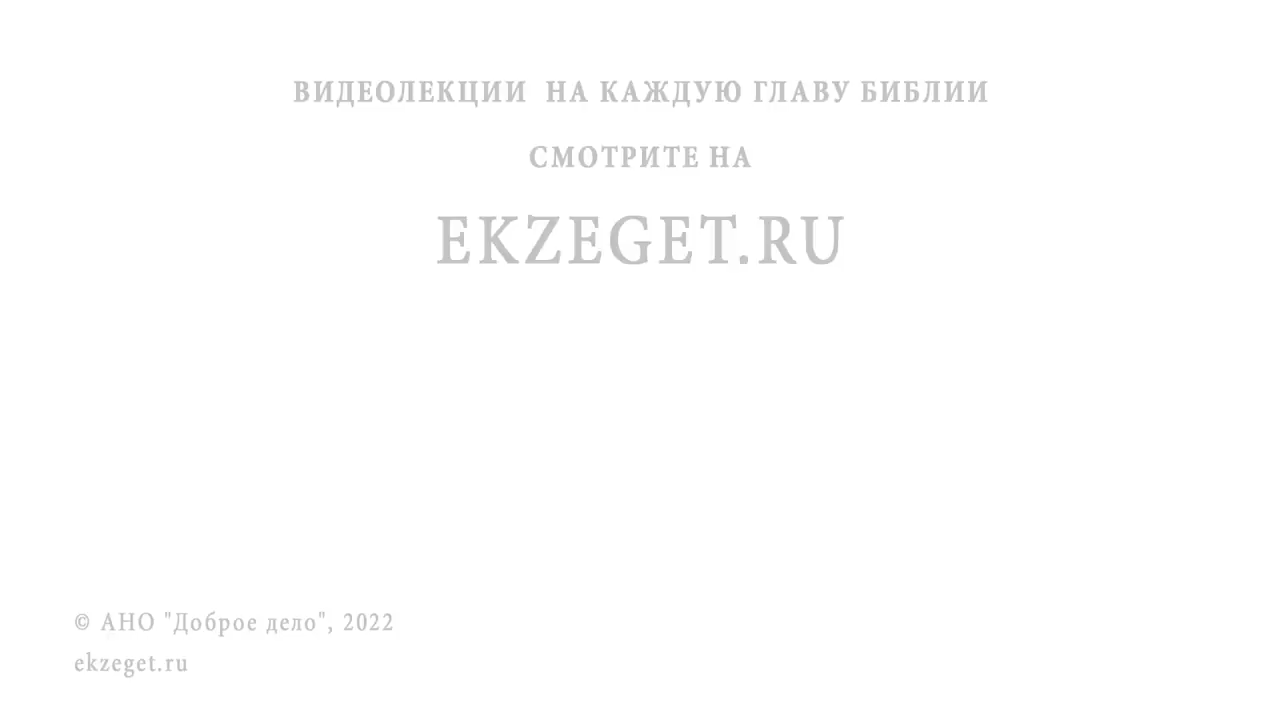 ВИДЕОЛЕКЦИИ НА КАЖДУЮ ГЛАВУ БИБЛИИ
СМОТРИТЕ НА
EKZEGET.RU
© АНО "Доброе дело", 2022
ekzeget.ru